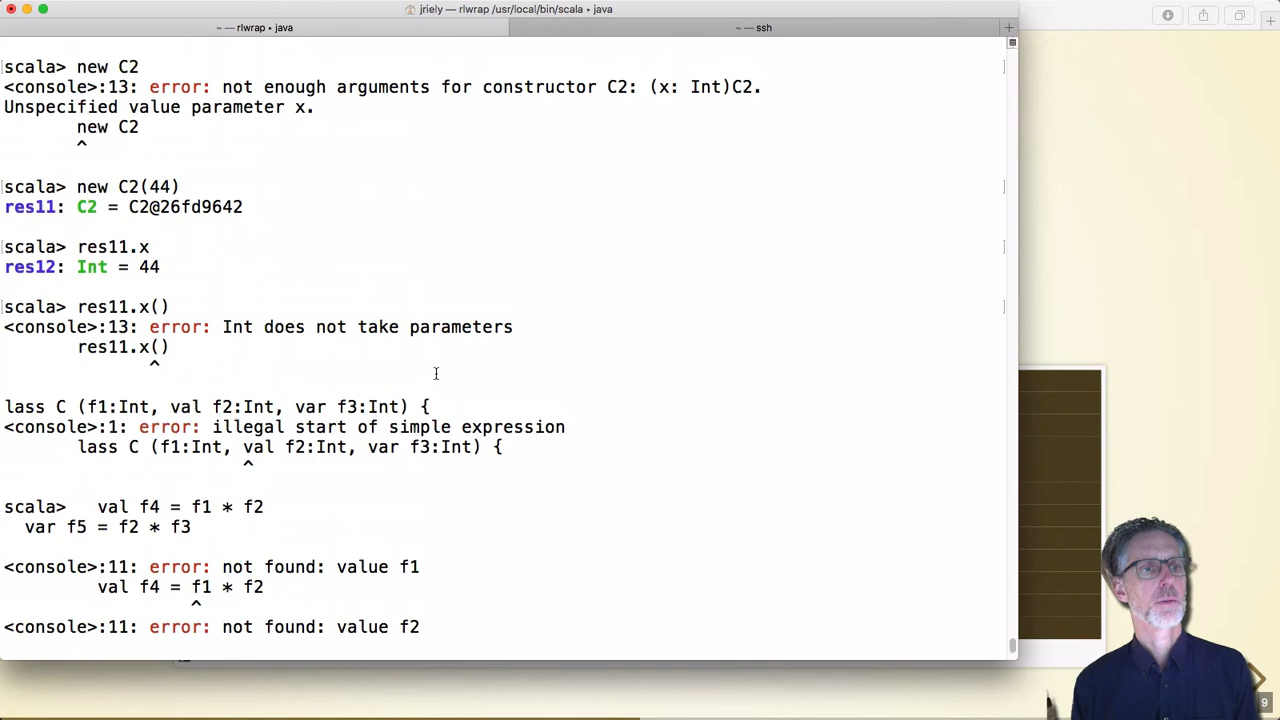 jriely — rlwrap /usr/local/bin/scala ▸ java
~ — rlwrap ▸ java
~ — ssh
scala> new C2
<console>:13: error: not enough arguments for constructor C2: (x: Int)C2.
Unspecified value parameter x.
new C2
^
scala> new C2(44)
res11: C2 = C2@26fd9642
scala> res11.x
res12: Int = 44
scala> res11.x()
<console>:13: error: Int does not take parameters
res11.x()
^
lass C (f1:Int, val f2:Int, var f3:Int) {
<console>:1: error: illegal start of simple expression
lass C (f1:Int, val f2:Int, var f3:Int) {
^
scala>   val f4 = f1 * f2
var f5 = f2 * f3
<console>:11: error: not found: value f1
val f4 = f1 * f2
^
<console>:11: error: not found: value f2
9